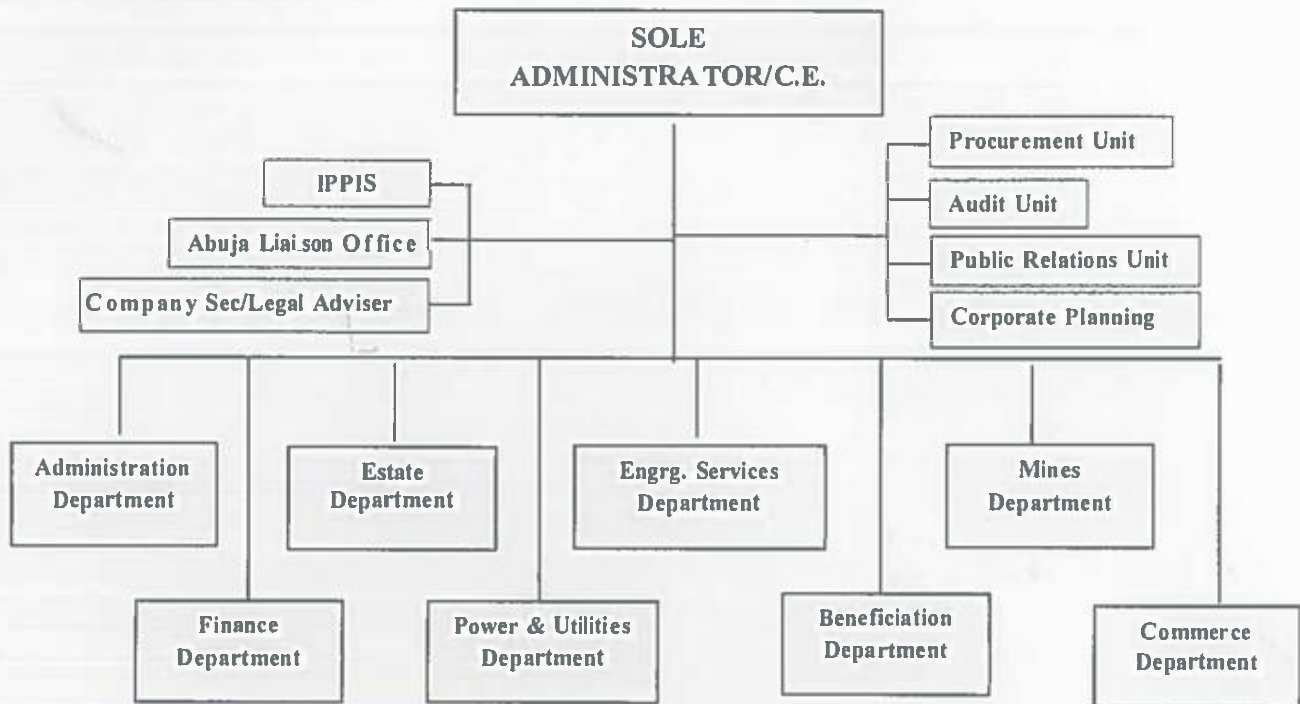 SOLE
ADMINISTRATOR/C.E.
IPPIS
Abuja Liaison Office
Company Sec/Legal Adviser
Procurement Unit
Audit Unit
Public Relations Unit
Corporate Planning
Administration
Department
Estate
Department
Engrg. Services
Department
Mines
Department
Finance
Department
Power & Utilities
Department
Beneficiation
Department
Commerce
Department